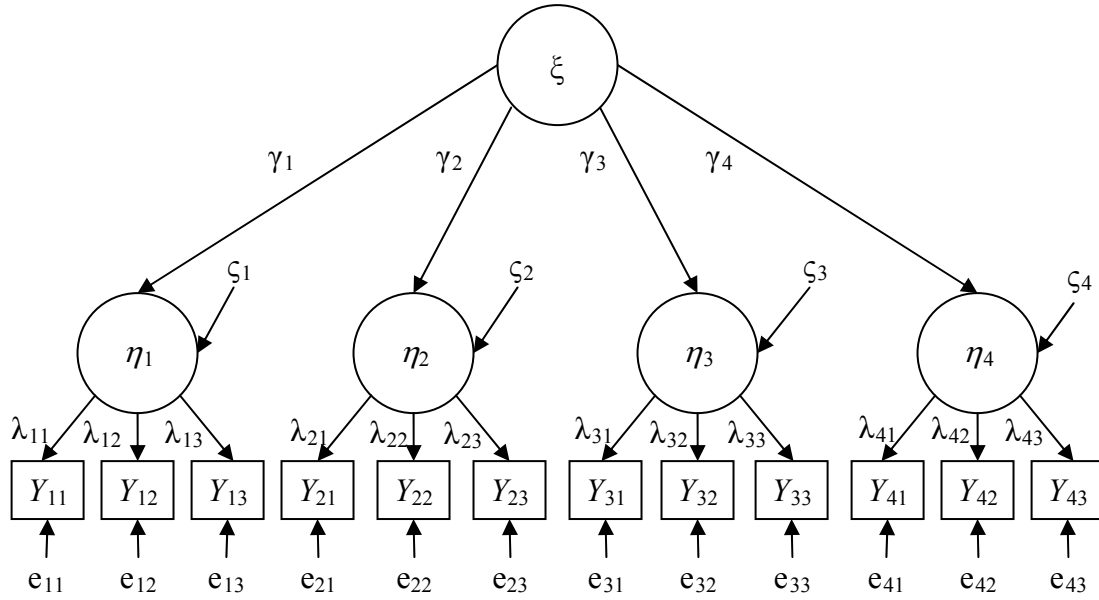 ξ
γ₁ γ₂ γ₃ γ₄
ς₁ ς₂ ς₃ ς₄
η₁ η₂ η₃ η₄
λ₁₁ λ₁₂ λ₁₃ λ₂₁ λ₂₂ λ₂₃ λ₃₁ λ₃₂ λ₃₃ λ₄₁ λ₄₂ λ₄₃
Y₁₁ Y₁₂ Y₁₃ Y₂₁ Y₂₂ Y₂₃ Y₃₁ Y₃₂ Y₃₃ Y₄₁ Y₄₂ Y₄₃
e₁₁ e₁₂ e₁₃ e₂₁ e₂₂ e₂₃ e₃₁ e₃₂ e₃₃ e₄₁ e₄₂ e₄₃